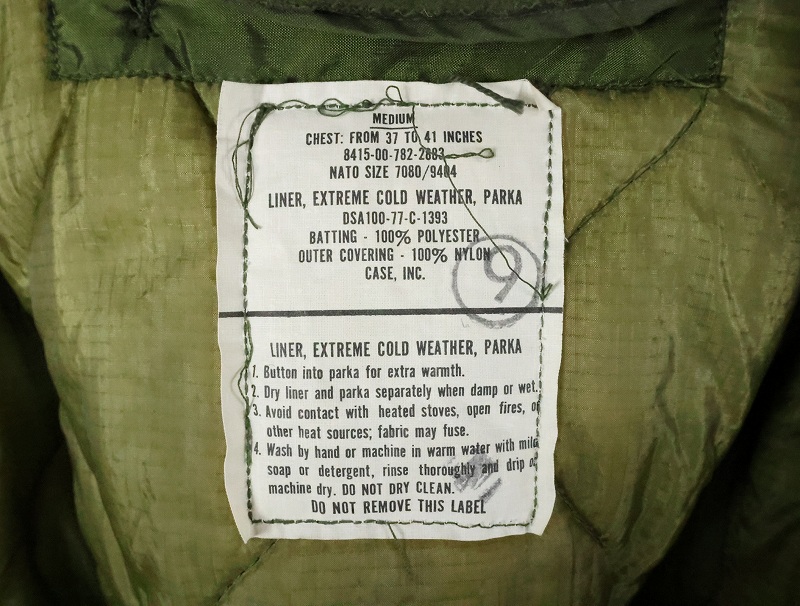 MEDIUM
CHEST: FROM 37 TO 41 INCHES
8415-00-782-2883
NATO SIZE 7080/9404
LINER, EXTREME COLD WEATHER, PARKA
DSA100-77-C-1393
BATTING - 100% POLYESTER
OUTER COVERING - 100% NYLON
CASE, INC.
9
LINER, EXTREME COLD WEATHER, PARKA
1. Button into parka for extra warmth.
2. Dry liner and parka separately when damp or wet.
3. Avoid contact with heated stoves, open fires, or
other heat sources; fabric may fuse.
4. Wash by hand or machine in warm water with mild
soap or detergent, rinse thoroughly and drip or
machine dry. DO NOT DRY CLEAN.
DO NOT REMOVE THIS LABEL